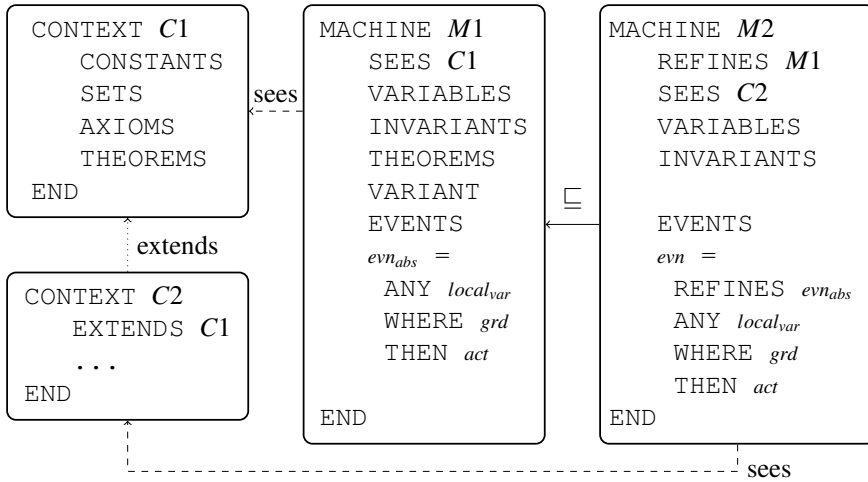 CONTEXT C1
CONSTANTS
SETS
AXIOMS
THEOREMS
END
sees
extends
CONTEXT C2
EXTENDS C1
...
END
MACHINE M1
SEES C1
VARIABLES
INVARIANTS
THEOREMS
VARIANT
EVENTS
evn_abs =
ANY local_var
WHERE grd
THEN act
END
⊑
MACHINE M2
REFINES M1
SEES C2
VARIABLES
INVARIANTS
EVENTS
evn =
REFINES evn_abs
ANY local_var
WHERE grd
THEN act
END
sees